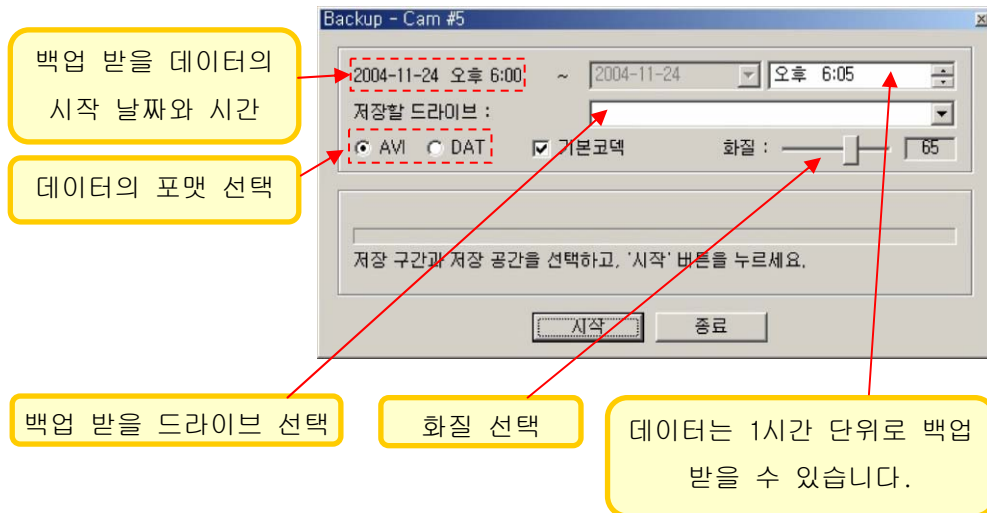 Backup - Cam #5
백업 받을 데이터의
시작 날짜와 시간
2004-11-24 오후 6:00 ~ 2004-11-24 오후 6:05
저장할 드라이브 :
AVI DAT 기본코덱 화질 : 65
데이터의 포맷 선택
저장 구간과 저장 공간을 선택하고, '시작' 버튼을 누르세요.
시작 종료
백업 받을 드라이브 선택
화질 선택
데이터는 1시간 단위로 백업
받을 수 있습니다.